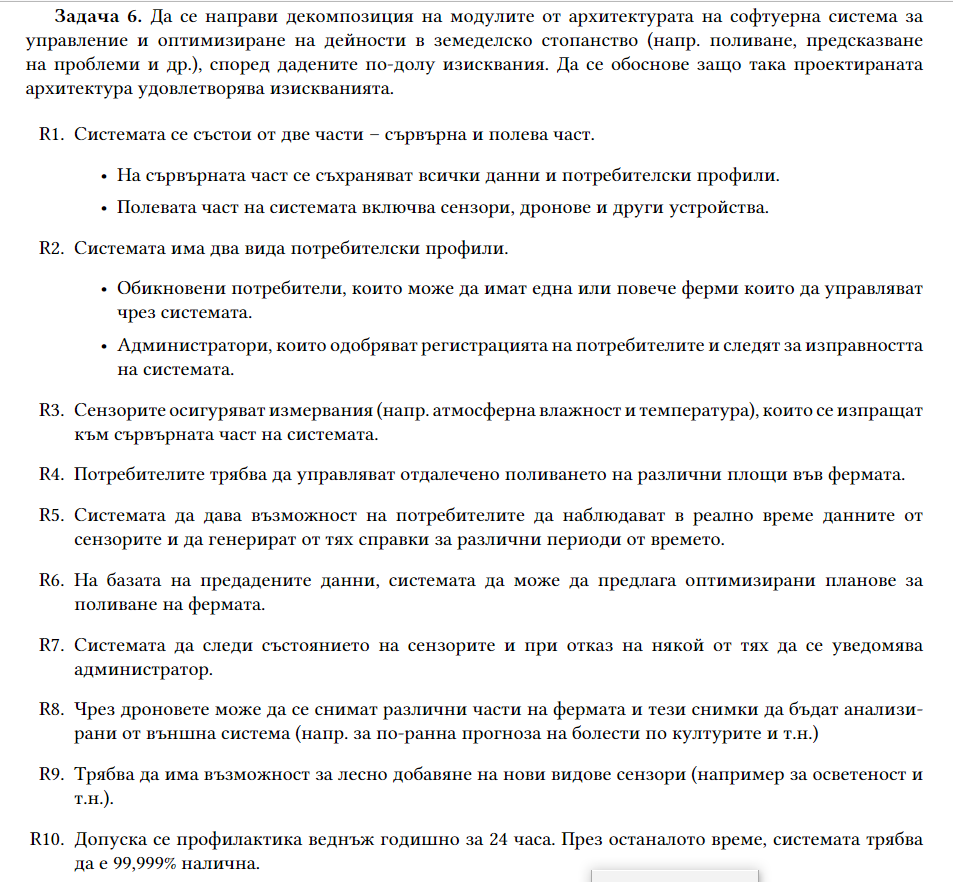 Задача 6. Да се направи декомпозиция на модулите от архитектурата на софтуерна система за
управление и оптимизиране на дейности в земеделско стопанство (напр. поливане, предсказване
на проблеми и др.), според дадените по-долу изисквания. Да се обоснове защо така проектираната
архитектура удовлетворява изискванията.
R1. Системата се състои от две части – сървърна и полева част.
• На сървърната част се съхраняват всички данни и потребителски профили.
• Полевата част на системата включва сензори, дронове и други устройства.
R2. Системата има два вида потребителски профили.
• Обикновени потребители, които може да имат една или повече ферми които да управляват
чрез системата.
• Администратори, които одобряват регистрацията на потребителите и следят за изправността
на системата.
R3. Сензорите осигуряват измервания (напр. атмосферна влажност и температура), които се изпращат
към сървърната част на системата.
R4. Потребителите трябва да управляват отдалечено поливането на различни площи във фермата.
R5. Системата да дава възможност на потребителите да наблюдават в реално време данните от
сензорите и да генерират от тях справки за различни периоди от времето.
R6. На базата на предадените данни, системата да може да предлага оптимизирани планове за
поливане на фермата.
R7. Системата да следи състоянието на сензорите и при отказ на някой от тях да се уведомява
администратор.
R8. Чрез дроновете може да се снимат различни части на фермата и тези снимки да бъдат анализи-
рани от външна система (напр. за по-ранна прогноза на болести по културите и т.н.)
R9. Трябва да има възможност за лесно добавяне на нови видове сензори (например за осветеност и
т.н.).
R10. Допуска се профилактика веднъж годишно за 24 часа. През останалото време, системата трябва
да е 99,999% налична.